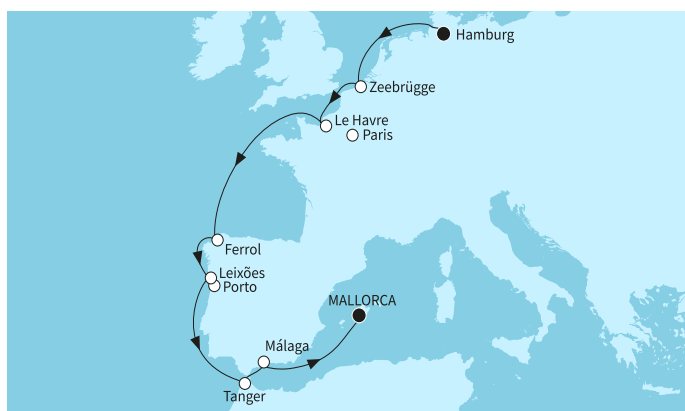 Hamburg
Zeebrügge
Le Havre
Paris
Ferrol
Leixões
Porto
MALLORCA
Málaga
Tanger